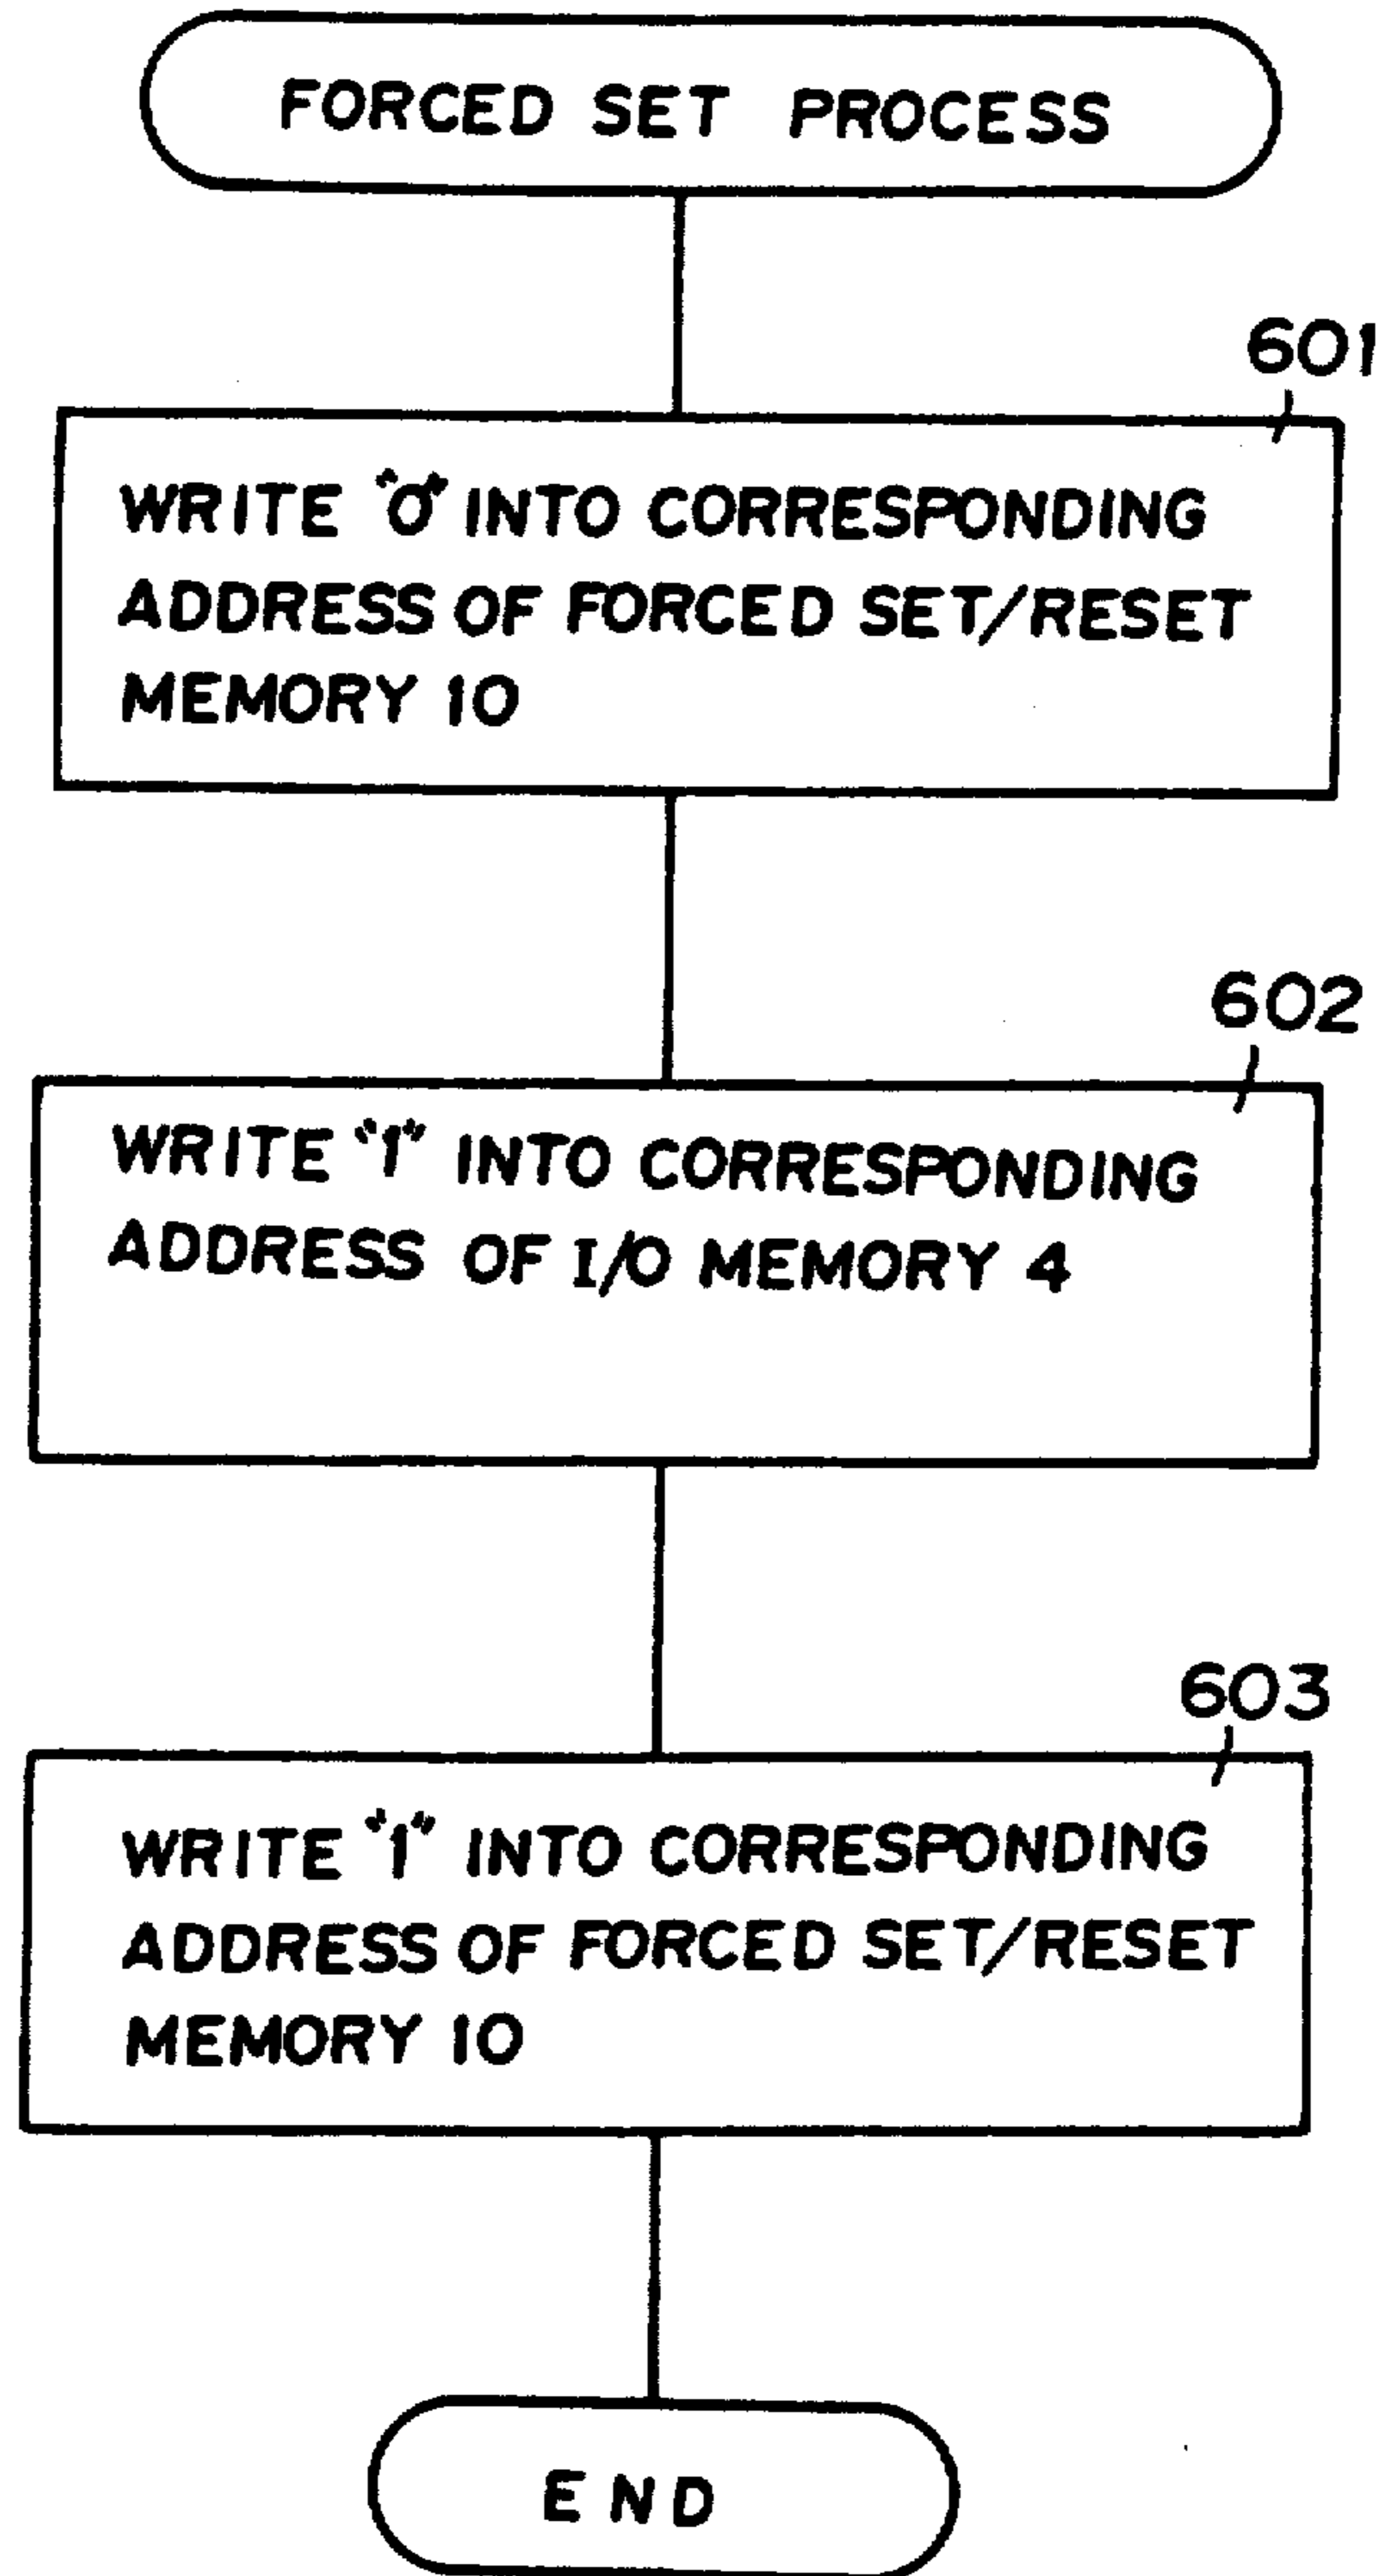 FORCED SET PROCESS
601
WRITE "0" INTO CORRESPONDING
ADDRESS OF FORCED SET/RESET
MEMORY 10
602
WRITE "1" INTO CORRESPONDING
ADDRESS OF I/O MEMORY 4
603
WRITE "1" INTO CORRESPONDING
ADDRESS OF FORCED SET/RESET
MEMORY 10
END